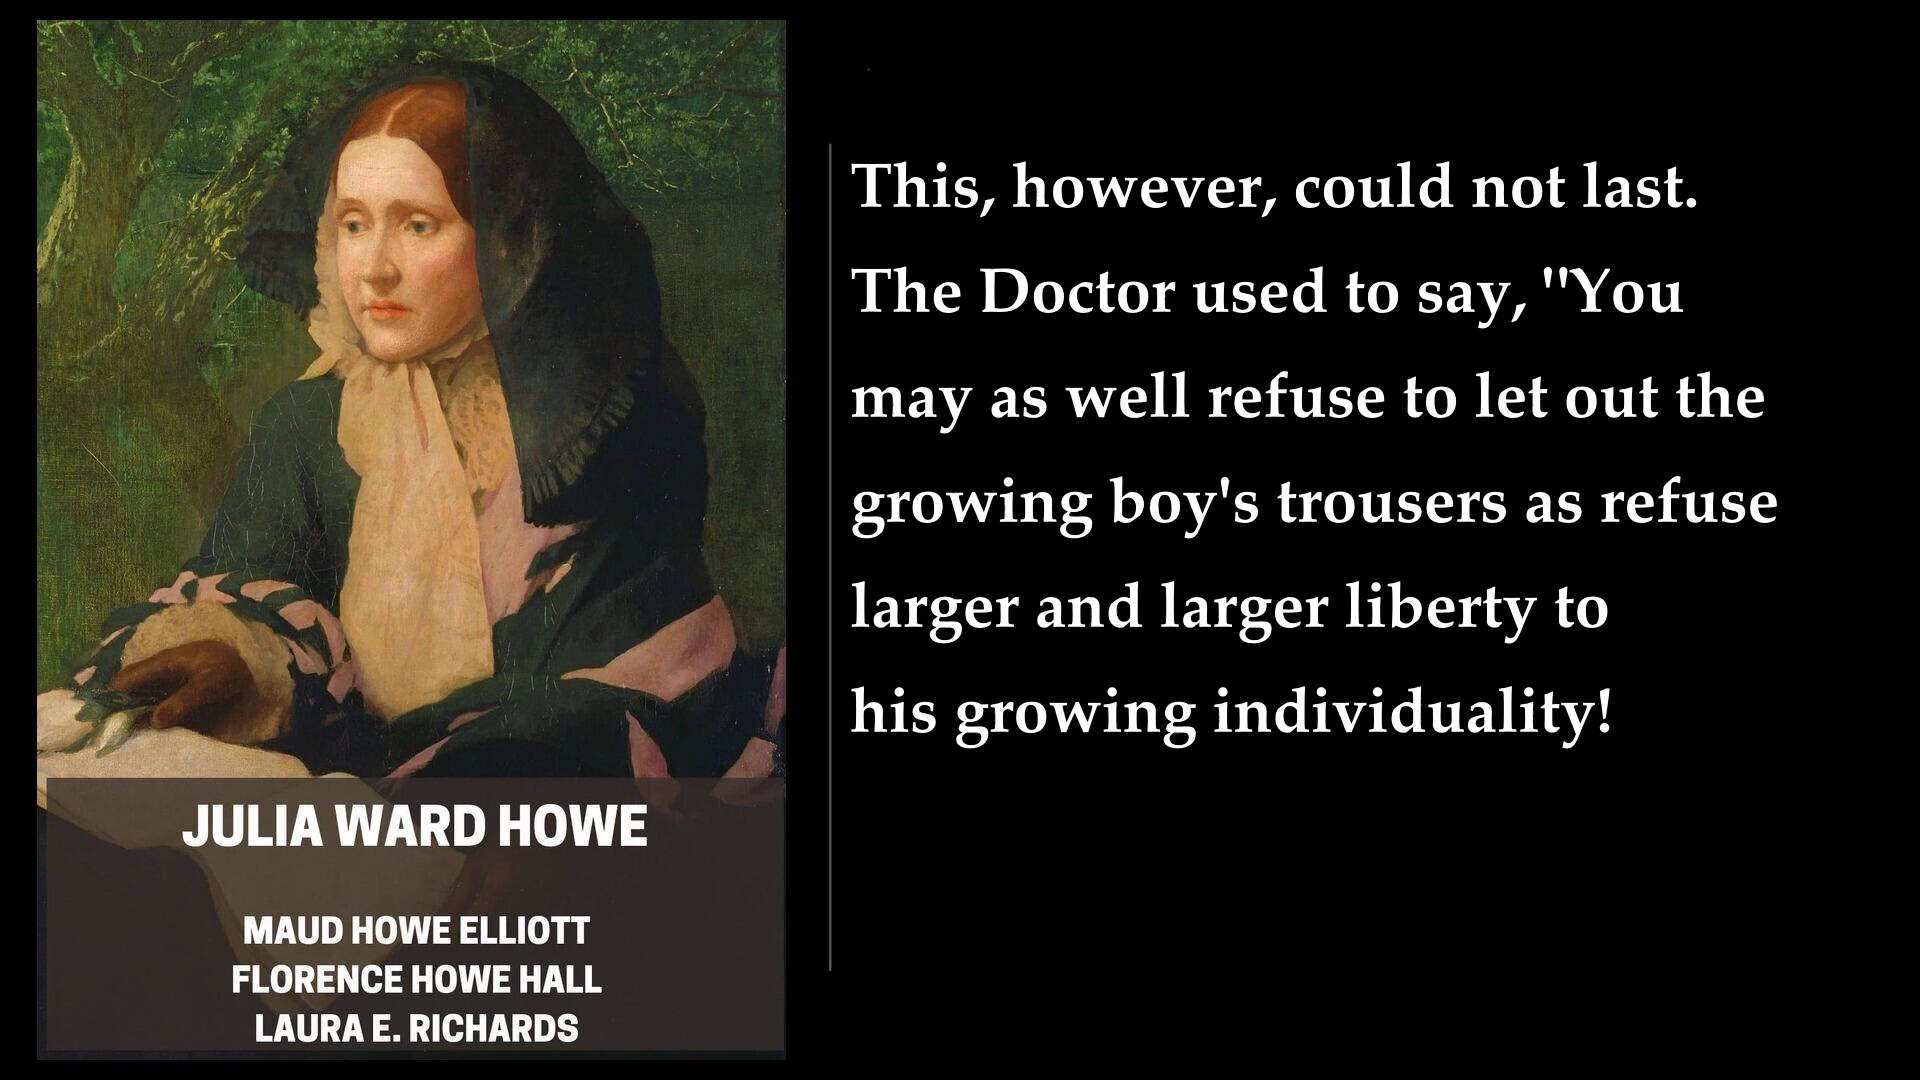 This, however, could not last.
The Doctor used to say, "You
may as well refuse to let out the
growing boy's trousers as refuse
larger and larger liberty to
his growing individuality!
JULIA WARD HOWE
MAUD HOWE ELLIOTT
FLORENCE HOWE HALL
LAURA E. RICHARDS